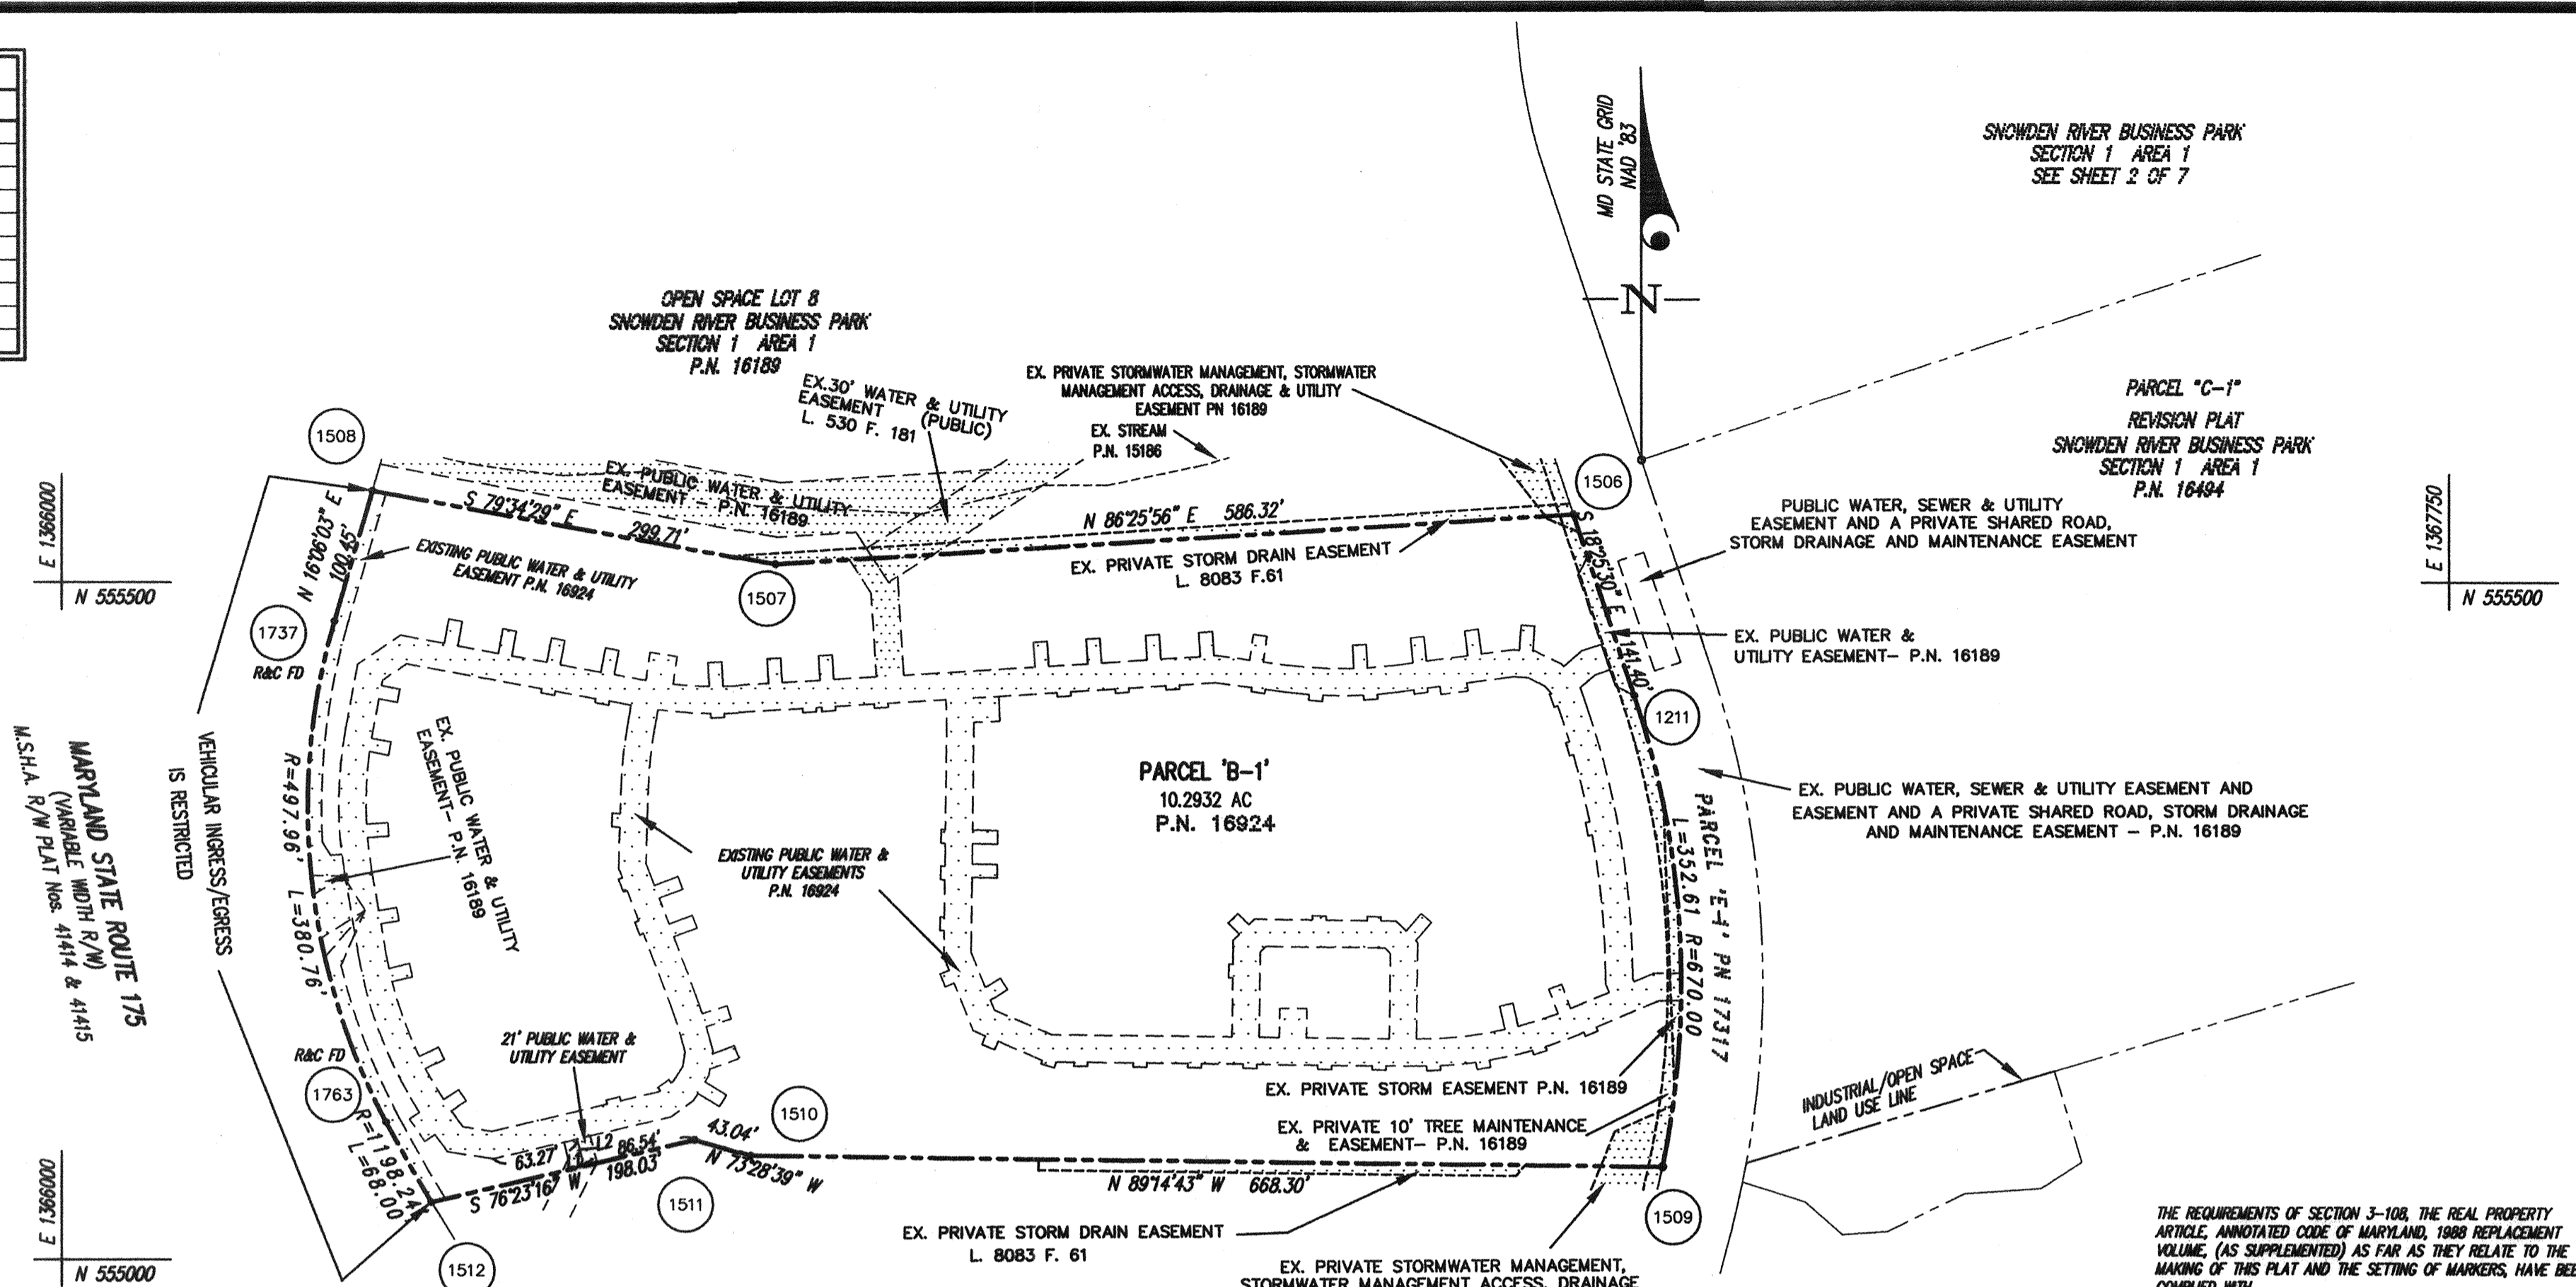 MD STATE GRID
NAD '83
N
SNOWDEN RIVER BUSINESS PARK
SECTION 1 AREA 1
SEE SHEET 2 OF 7
OPEN SPACE LOT 8
SNOWDEN RIVER BUSINESS PARK
SECTION 1 AREA 1
P.N. 16189
EX.30' WATER & UTILITY
EASEMENT (PUBLIC)
L. 530 F. 181
EX. PRIVATE STORMWATER MANAGEMENT, STORMWATER
MANAGEMENT ACCESS, DRAINAGE & UTILITY
EASEMENT PN 16189
EX. STREAM
P.N. 15186
PARCEL "C-1"
REVISION PLAT
SNOWDEN RIVER BUSINESS PARK
SECTION 1 AREA 1
P.N. 16494
1508
1506
EX. PUBLIC WATER & UTILITY
EASEMENT - P.N. 16189
S 79°34'29" E 299.71'
N 86°25'56" E 586.32'
EX. PRIVATE STORM DRAIN EASEMENT
L. 8083 F.61
PUBLIC WATER, SEWER & UTILITY
EASEMENT AND A PRIVATE SHARED ROAD,
STORM DRAINAGE AND MAINTENANCE EASEMENT
E 1366000
N 555500
E 1367750
N 555500
N 16°06'03" E
100.45'
EXISTING PUBLIC WATER & UTILITY
EASEMENT P.N. 16924
1507
S 18°25'30" E 141.40'
1737
R&C FD
EX. PUBLIC WATER &
UTILITY EASEMENT- P.N. 16189
1211
MARYLAND STATE ROUTE 175
(VARIABLE WIDTH R/W)
M.S.H.A. R/W PLAT Nos. 41414 & 41415
VEHICULAR INGRESS/EGRESS
IS RESTRICTED
R=497.96' L=380.76'
EX. PUBLIC WATER & UTILITY
EASEMENT- P.N. 16189
EXISTING PUBLIC WATER &
UTILITY EASEMENTS
P.N. 16924
PARCEL 'B-1'
10.2932 AC
P.N. 16924
EX. PUBLIC WATER, SEWER & UTILITY EASEMENT AND
EASEMENT AND A PRIVATE SHARED ROAD, STORM DRAINAGE
AND MAINTENANCE EASEMENT - P.N. 16189
PARCEL 'E-1' PN 17317
L=352.61 R=670.00
R&C FD
1763
R=1198.24'
L=68.00'
21' PUBLIC WATER &
UTILITY EASEMENT
63.27'
L2
86.54'
S 76°23'16" W 198.03'
43.04'
N 73°28'39" W
1510
1511
1512
N 89°14'43" W 668.30'
EX. PRIVATE STORM EASEMENT P.N. 16189
EX. PRIVATE 10' TREE MAINTENANCE
& EASEMENT- P.N. 16189
EX. PRIVATE STORM DRAIN EASEMENT
L. 8083 F. 61
1509
INDUSTRIAL/OPEN SPACE
LAND USE LINE
E 1366000
N 555000
EX. PRIVATE STORMWATER MANAGEMENT,
STORMWATER MANAGEMENT ACCESS, DRAINAGE
THE REQUIREMENTS OF SECTION 3-108, THE REAL PROPERTY
ARTICLE, ANNOTATED CODE OF MARYLAND, 1988 REPLACEMENT
VOLUME, (AS SUPPLEMENTED) AS FAR AS THEY RELATE TO THE
MAKING OF THIS PLAT AND THE SETTING OF MARKERS, HAVE
COMPLIED WITH